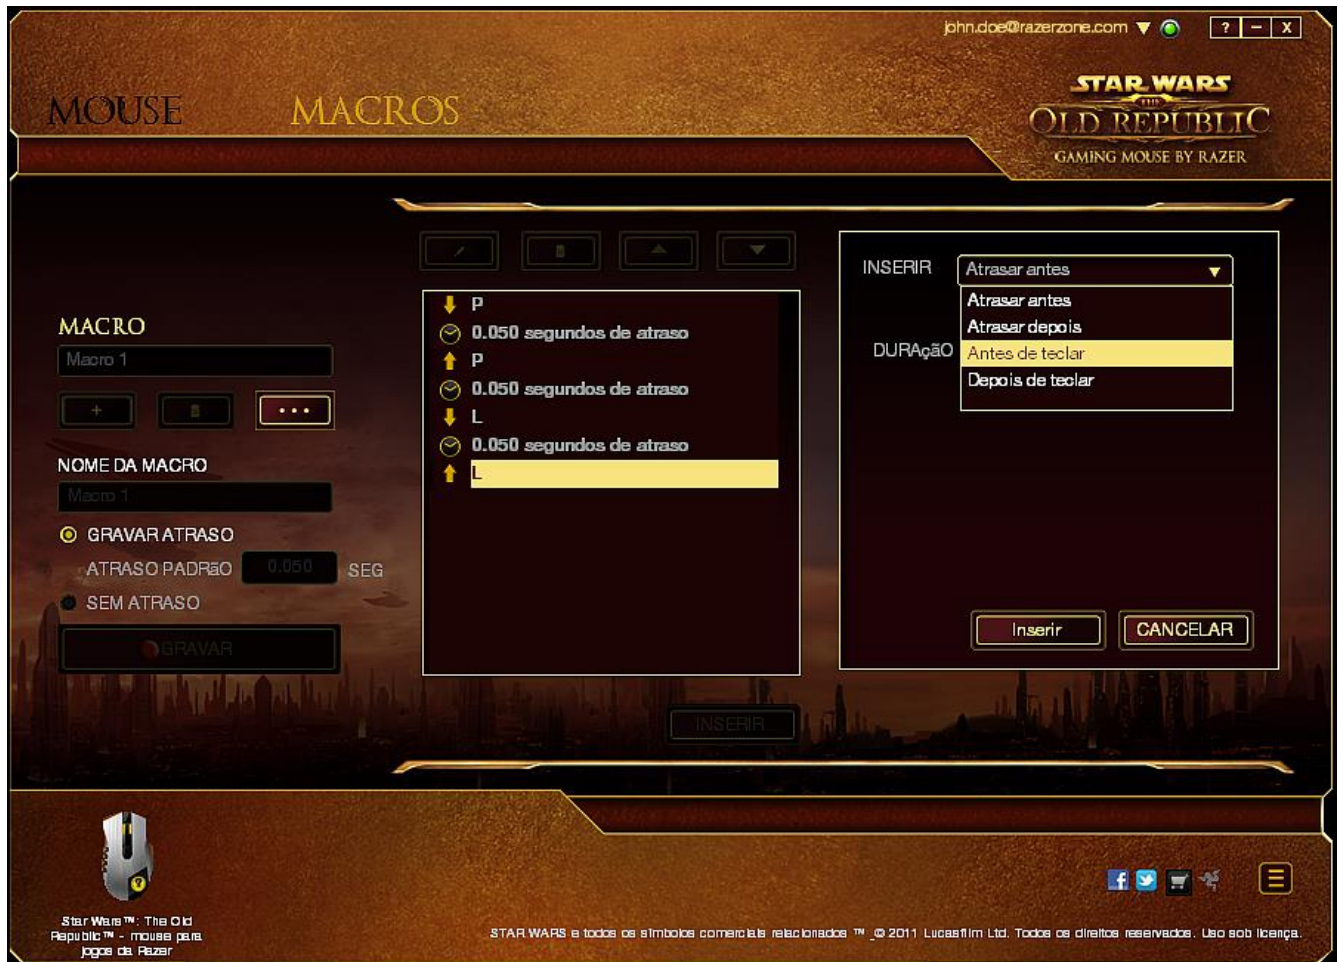 john.doe@razerzone.com ? – X
MOUSE MACROS
STAR WARS
THE
OLD REPUBLIC
GAMING MOUSE BY RAZER
INSERIR Atrasar antes
Atrasar antes
Atrasar depois
DURAçãO Antes de teclar
Depois de teclar
Inserir CANCELAR
P
0.050 segundos de atraso
P
0.050 segundos de atraso
L
0.050 segundos de atraso
L
INSERIR
MACRO
Macro 1
+ ...
NOME DA MACRO
Macro 1
GRAVAR ATRASO
ATRASO PADRãO 0.050 SEG
SEM ATRASO
GRAVAR
Star Wars™: The Old
Republic™ - mouse para
jogos da Razer
STAR WARS e todos os símbolos comerciais relacionados ™ _© 2011 Lucasfilm Ltd. Todos os direitos reservados. Uso sob licença.